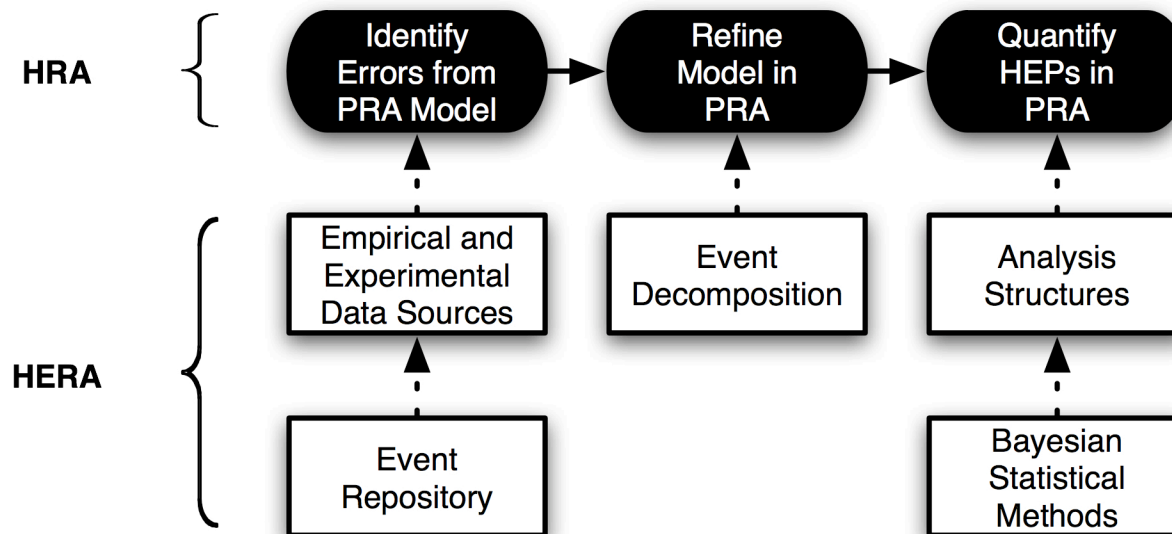 HRA
Identify
Errors from
PRA Model
Refine
Model in
PRA
Quantify
HEPs in
PRA
HERA
Empirical and
Experimental
Data Sources
Event
Decomposition
Analysis
Structures
Event
Repository
Bayesian
Statistical
Methods